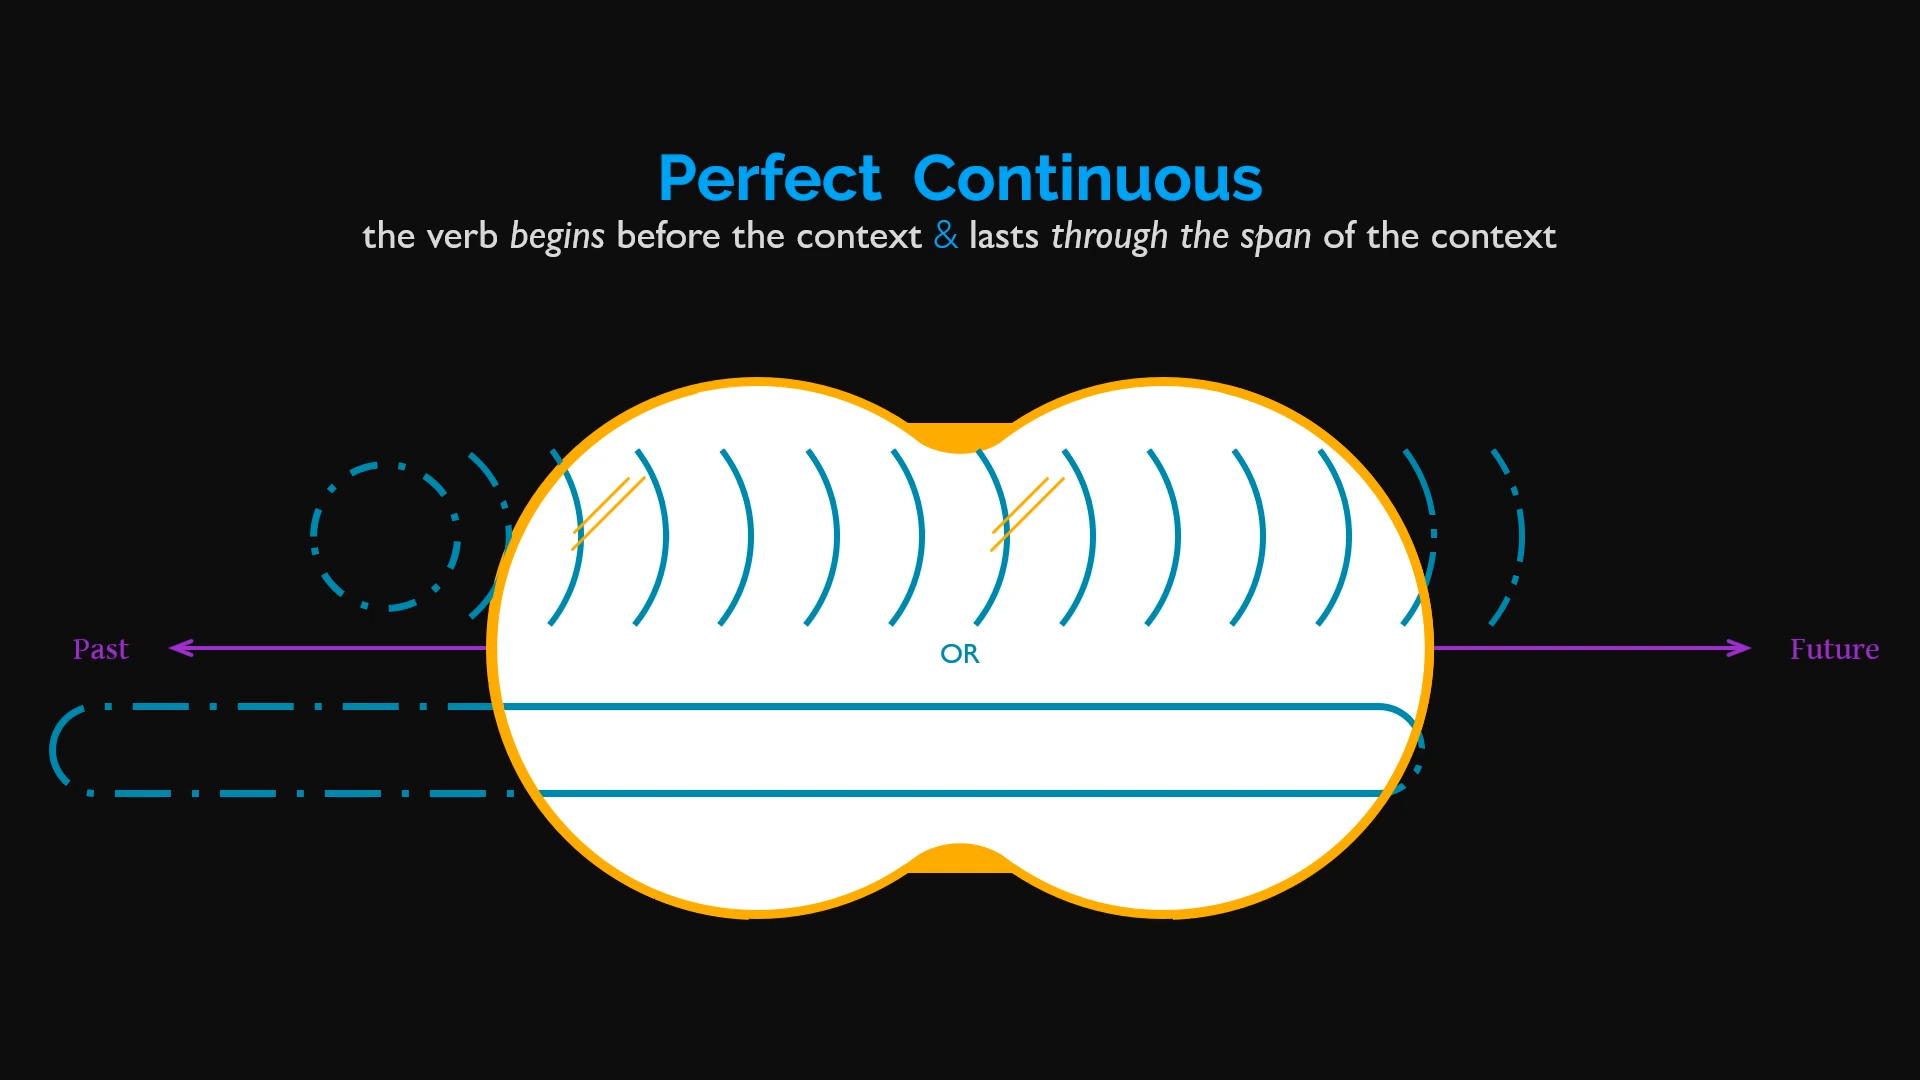 Perfect Continuous
the verb begins before the context & lasts through the span of the context
OR
Past
Future